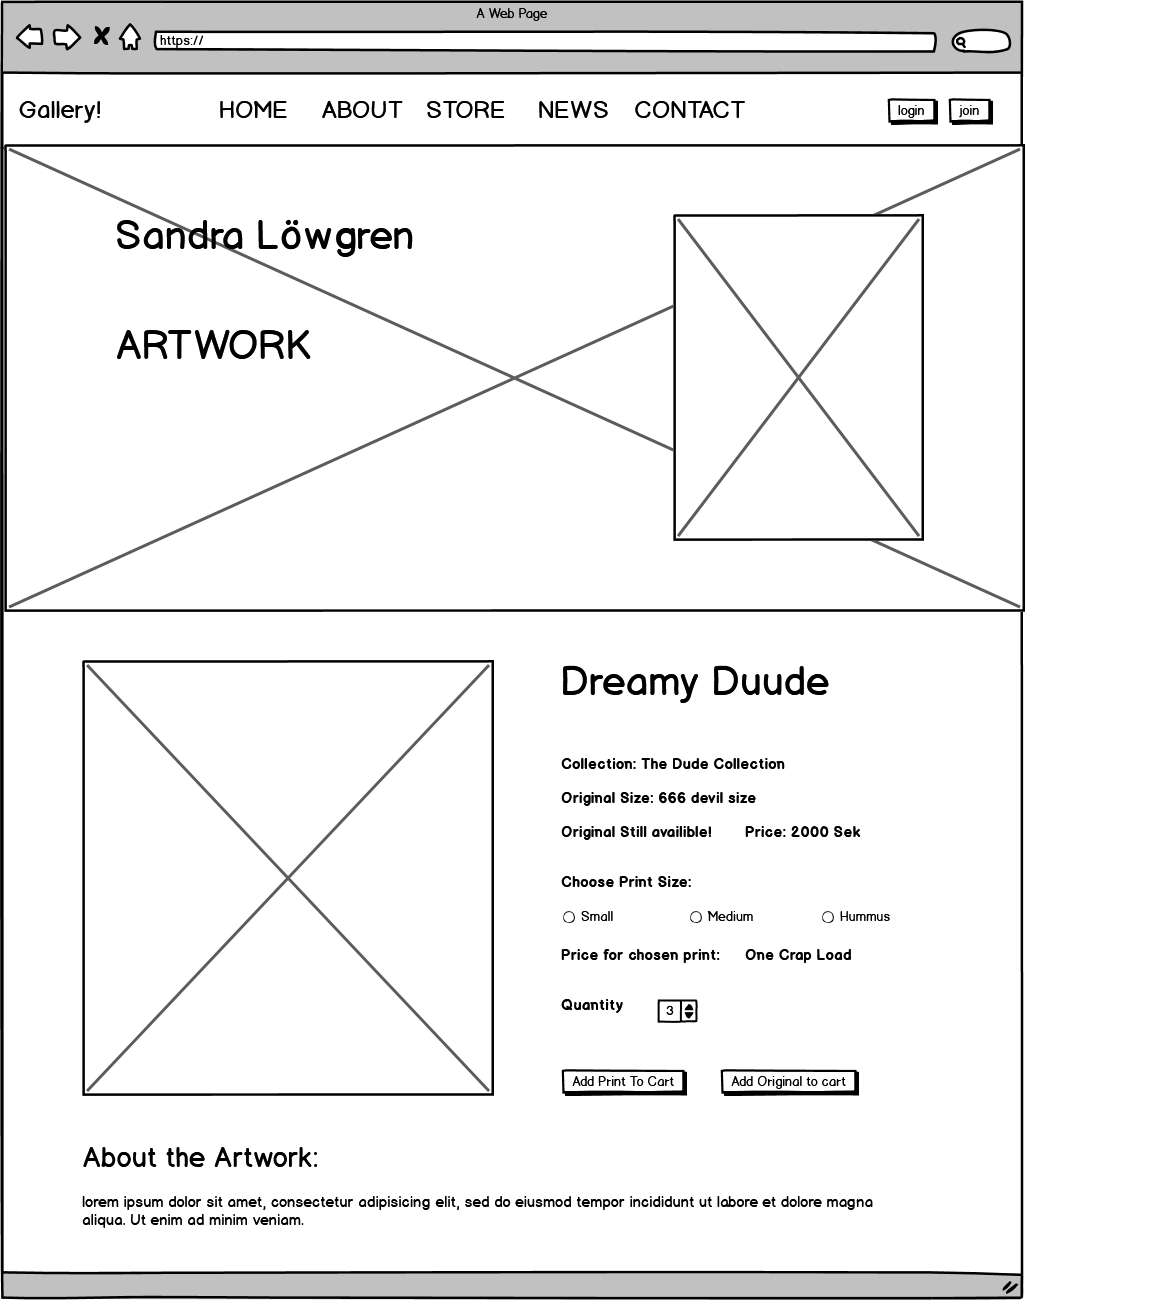 A Web Page
https://
Gallery! HOME ABOUT STORE NEWS CONTACT login join
Sandra Löwgren
ARTWORK
Dreamy Duude
Collection: The Dude Collection
Original Size: 666 devil size
Original Still availible! Price: 2000 Sek
Choose Print Size:
Small Medium Hummus
Price for chosen print: One Crap Load
Quantity 3
Add Print To Cart Add Original to cart
About the Artwork:
lorem ipsum dolor sit amet, consectetur adipisicing elit, sed do eiusmod tempor incididunt ut labore et dolore magna
aliqua. Ut enim ad minim veniam.